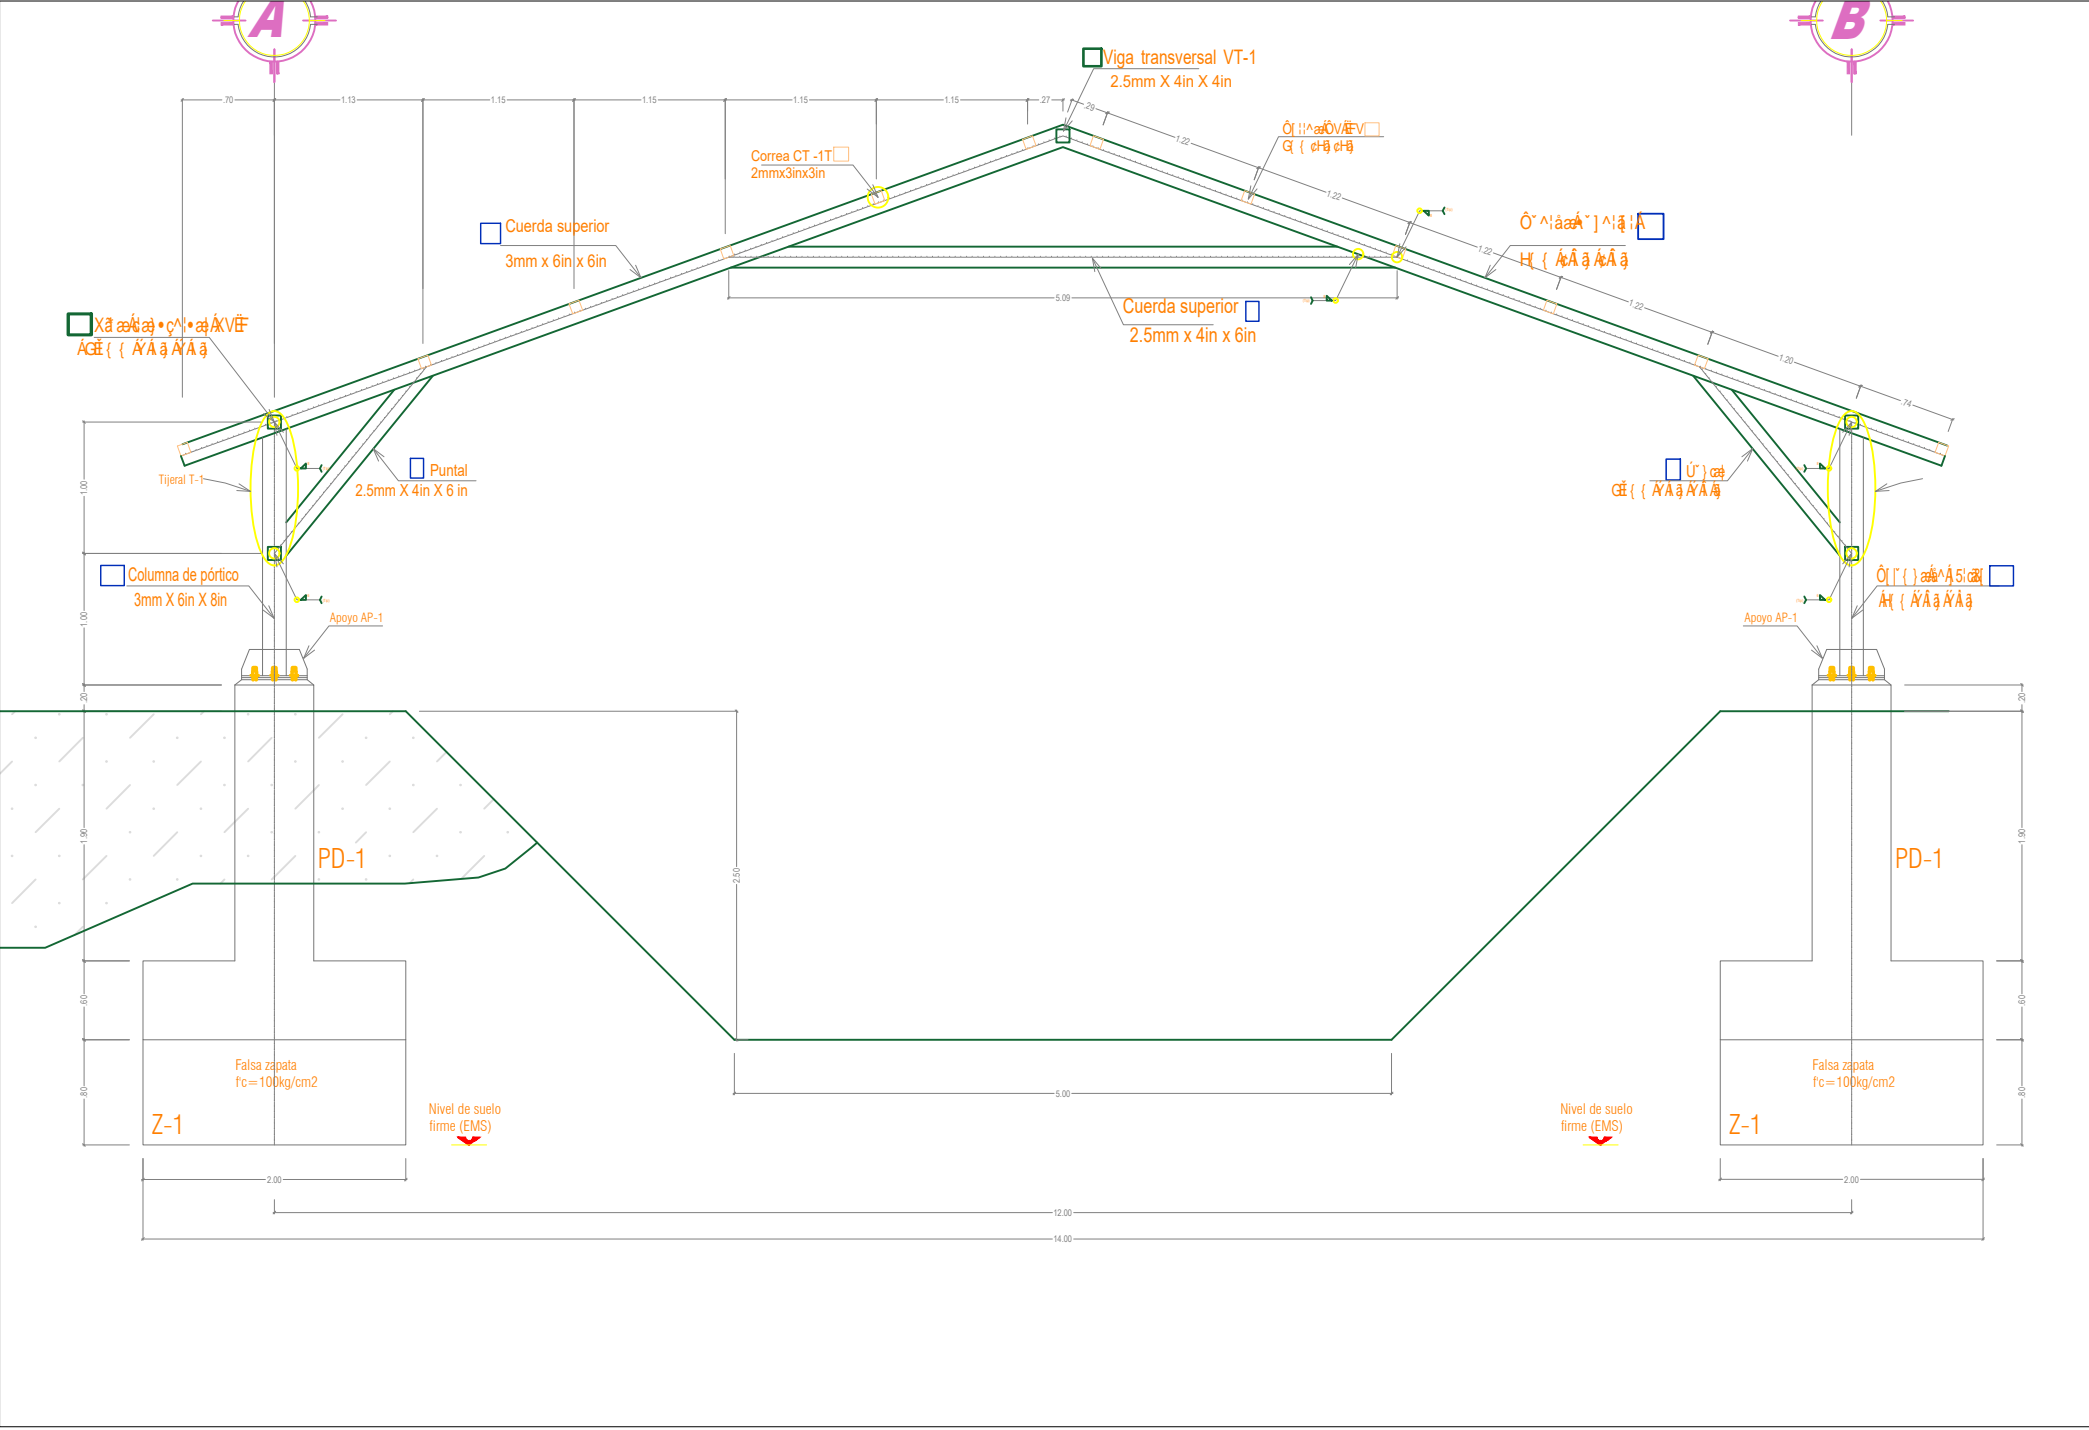 A
B
Viga transversal VT-1
2.5mm X 4in X 4in
.70
1.13
1.15
1.15
1.15
1.15
.27
.29
1.22
1.22
1.22
1.22
1.20
.74
Correa CT -1T
2mmx3inx3in
Cuerda superior
3mm x 6in x 6in
5.09
Cuerda superior
2.5mm x 4in x 6in
Tijeral T-1
Puntal
2.5mm X 4in X 6 in
1.00
Columna de pórtico
3mm X 6in X 8in
1.00
Apoyo AP-1
Apoyo AP-1
.20
.20
1.90
PD-1
2.50
1.90
PD-1
.60
.60
Falsa zapata
f'c=100kg/cm2
Z-1
.80
Nivel de suelo
firme (EMS)
5.00
Nivel de suelo
firme (EMS)
Falsa zapata
f'c=100kg/cm2
Z-1
.80
2.00
2.00
12.00
14.00